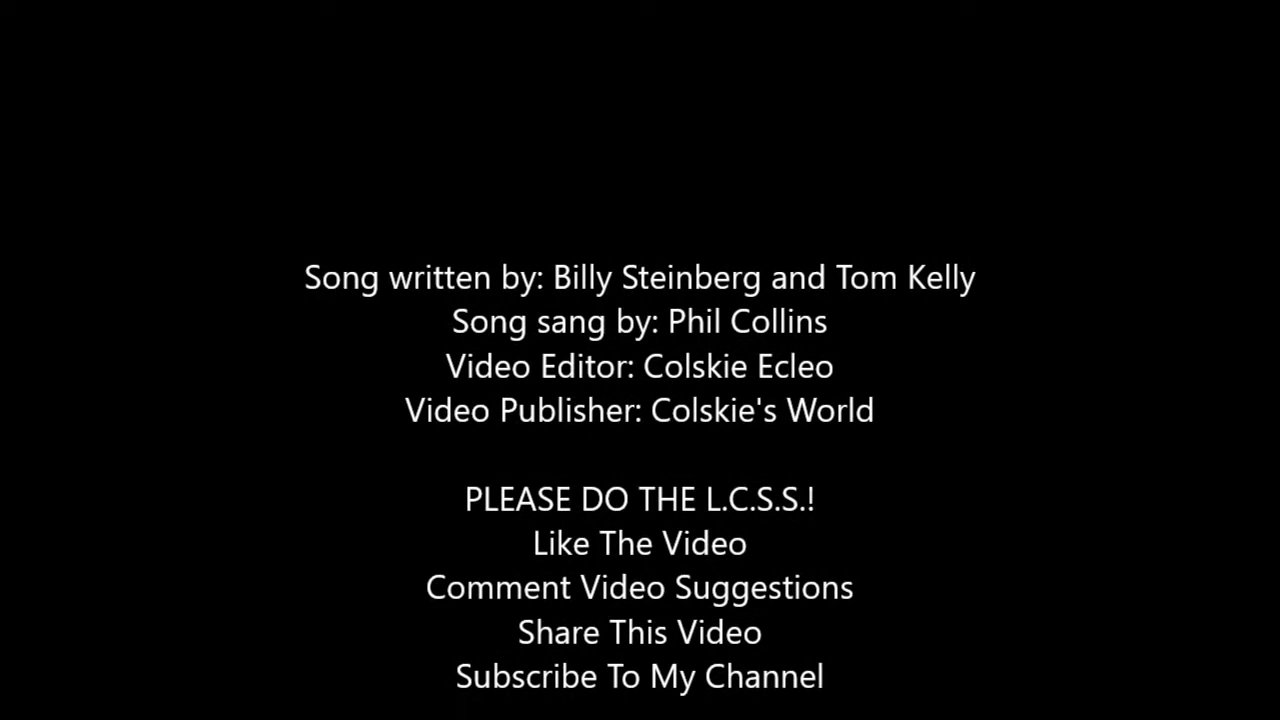 Song written by: Billy Steinberg and Tom Kelly
Song sang by: Phil Collins
Video Editor: Colskie Ecleo
Video Publisher: Colskie's World
PLEASE DO THE L.C.S.S.!
Like The Video
Comment Video Suggestions
Share This Video
Subscribe To My Channel